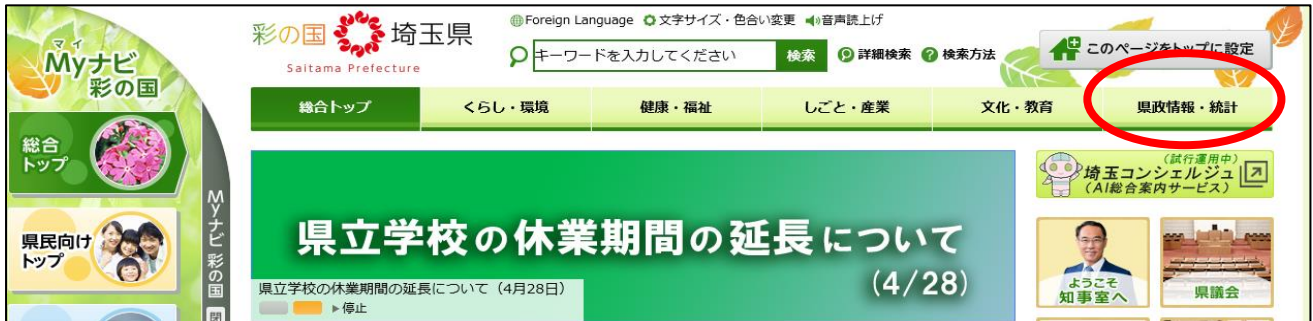 マイ
Myナビ
彩の国
総合
トップ
県民向け
トップ
Myナビ 彩の国
閉
彩の国 埼玉県
Saitama Prefecture
Foreign Language 文字サイズ・色合い変更 音声読上げ
キーワードを入力してください 検索 詳細検索 検索方法
このページをトップに設定
総合トップ くらし・環境 健康・福祉 しごと・産業 文化・教育 県政情報・統計
県立学校の休業期間の延長について
(4/28)
県立学校の休業期間の延長について（4月28日）
停止
(試行運用中)
埼玉コンシェルジュ
(AI総合案内サービス)
ようこそ
知事室へ
県議会